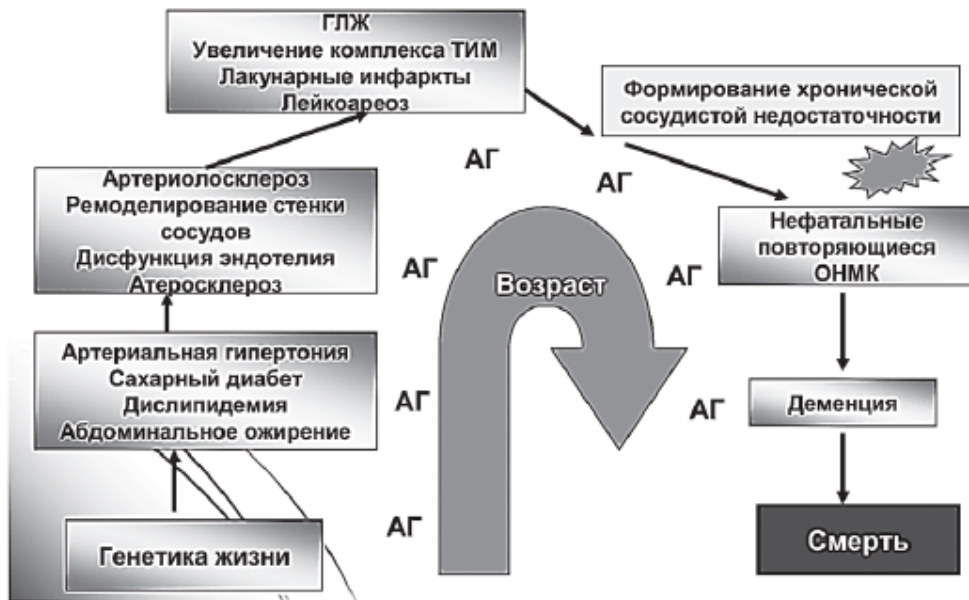 ГЛЖ
Увеличение комплекса ТИМ
Лакунарные инфаркты
Лейкоареоз
Формирование хронической
сосудистой недостаточности
Артериолосклероз
Ремоделирование стенки
сосудов
Дисфункция эндотелия
Атеросклероз
АГ
АГ
Нефатальные
повторяющиеся
ОНМК
АГ
Возраст
АГ
Артериальная гипертония
Сахарный диабет
Дислипидемия
Абдоминальное ожирение
АГ
АГ
Деменция
Генетика жизни
АГ
Смерть